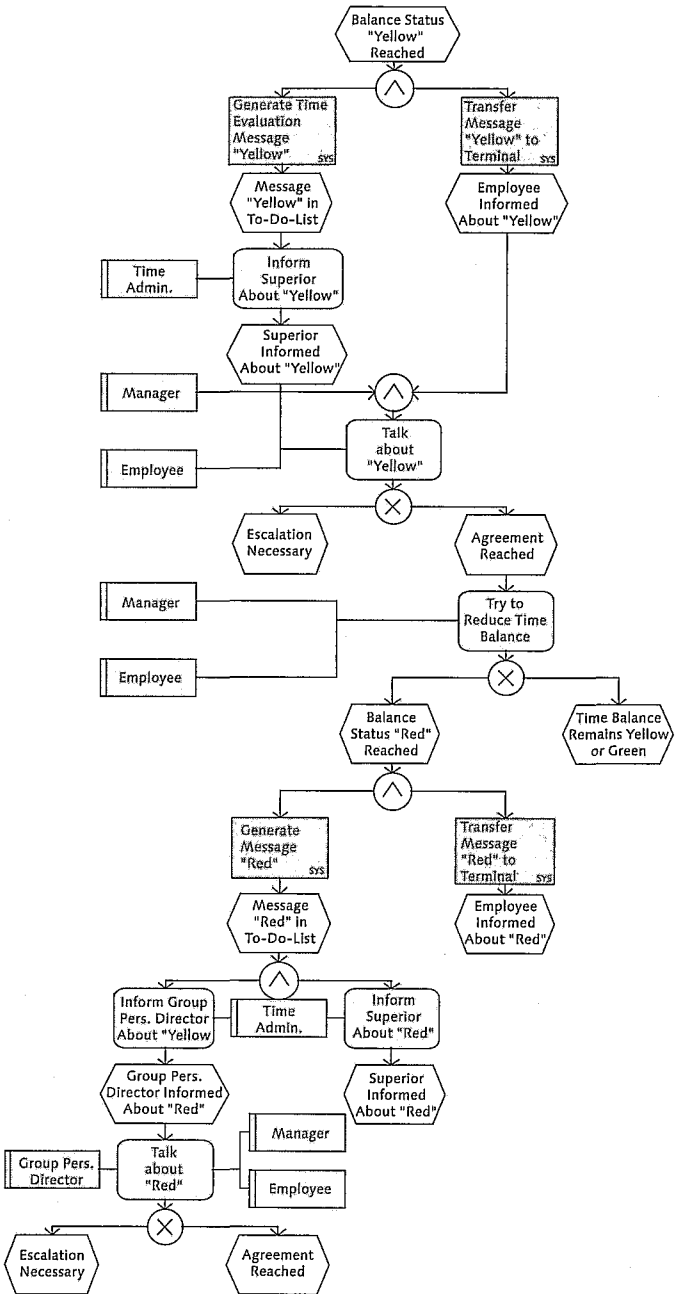 Balance Status
"Yellow"
Reached
Generate Time
Evaluation
Message
"Yellow"
SYS
Transfer
Message
"Yellow" to
Terminal
SYS
Message
"Yellow" in
To-Do-List
Employee
Informed
About "Yellow"
Time
Admin.
Inform
Superior
About "Yellow"
Superior
Informed
About "Yellow"
Manager
Talk
about
"Yellow"
Employee
Escalation
Necessary
Agreement
Reached
Manager
Try to
Reduce Time
Balance
Employee
Balance
Status "Red"
Reached
Time Balance
Remains Yellow
or Green
Generate
Message
"Red"
SYS
Transfer
Message
"Red" to
Terminal
SYS
Message
"Red" in
To-Do-List
Employee
Informed
About "Red"
Inform Group
Pers. Director
About "Yellow
Time
Admin.
Inform
Superior
About "Red"
Group Pers.
Director Informed
About "Red"
Superior
Informed
About "Red"
Manager
Group Pers.
Director
Talk
about
"Red"
Employee
Escalation
Necessary
Agreement
Reached